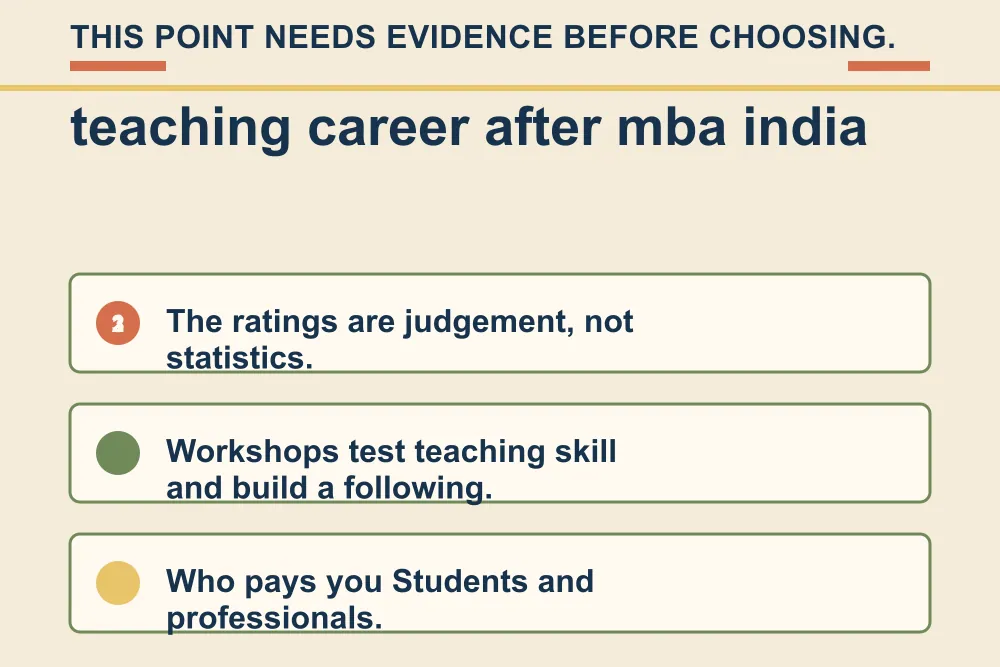 THIS POINT NEEDS EVIDENCE BEFORE CHOOSING.
teaching career after mba india
The ratings are judgement, not
statistics.
Workshops test teaching skill
and build a following.
Who pays you Students and
professionals.